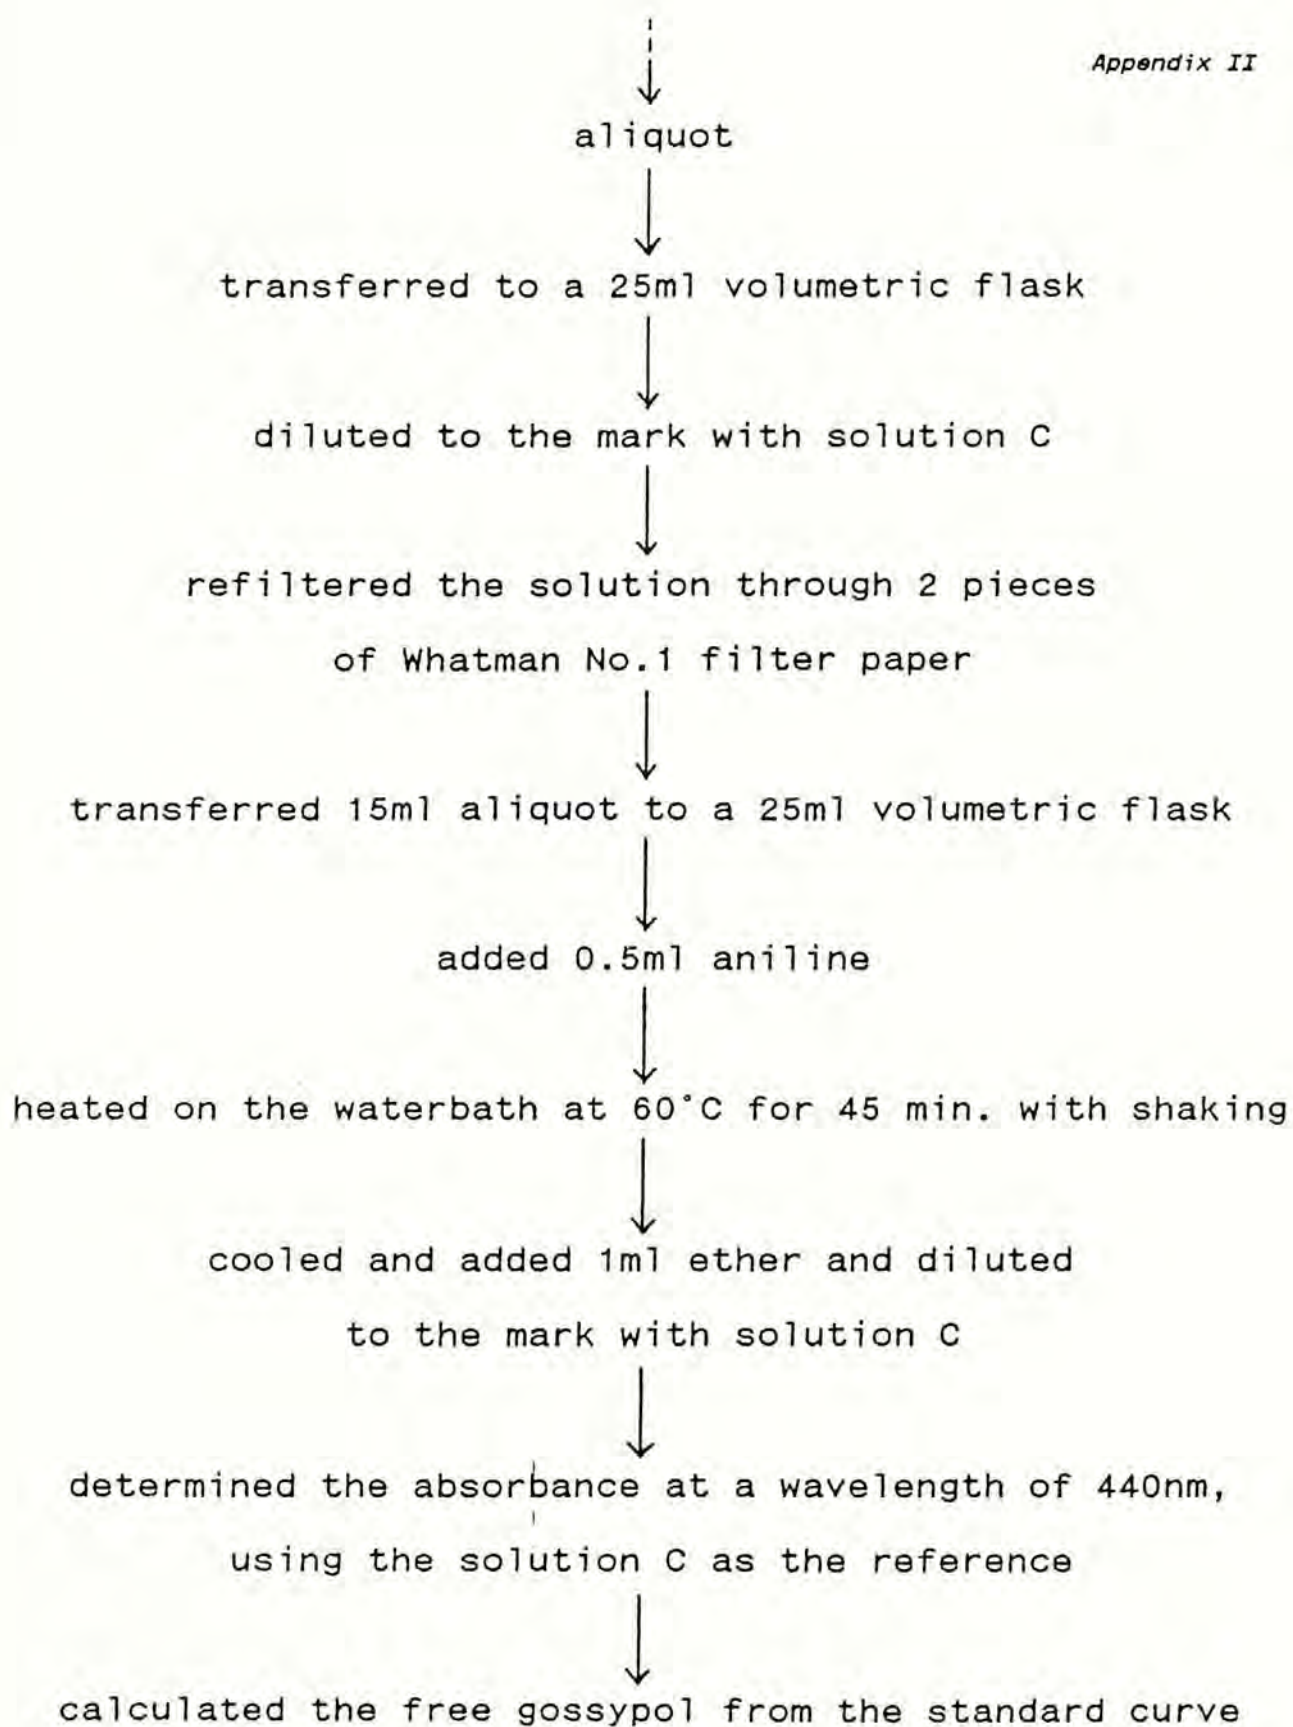 Appendix II
aliquot
transferred to a 25ml volumetric flask
diluted to the mark with solution C
refiltered the solution through 2 pieces
of Whatman No.1 filter paper
transferred 15ml aliquot to a 25ml volumetric flask
added 0.5ml aniline
heated on the waterbath at 60°C for 45 min. with shaking
cooled and added 1ml ether and diluted
to the mark with solution C
determined the absorbance at a wavelength of 440nm,
using the solution C as the reference
calculated the free gossypol from the standard curve